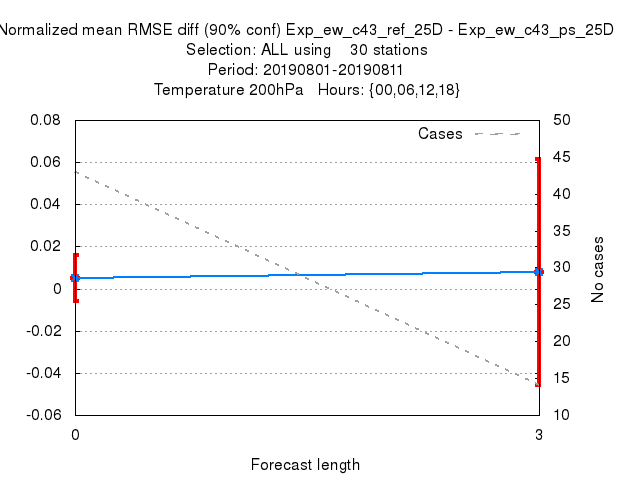 Normalized mean RMSE diff (90% conf) Exp_ew_c43_ref_25D - Exp_ew_c43_ps_25D
Selection: ALL using    30 stations
Period: 20190801-20190811
Temperature 200hPa   Hours: {00,06,12,18}
Cases
0.08
0.06
0.04
0.02
0
-0.02
-0.04
-0.06
50
45
40
35
30
25
20
15
10
No cases
0
3
Forecast length